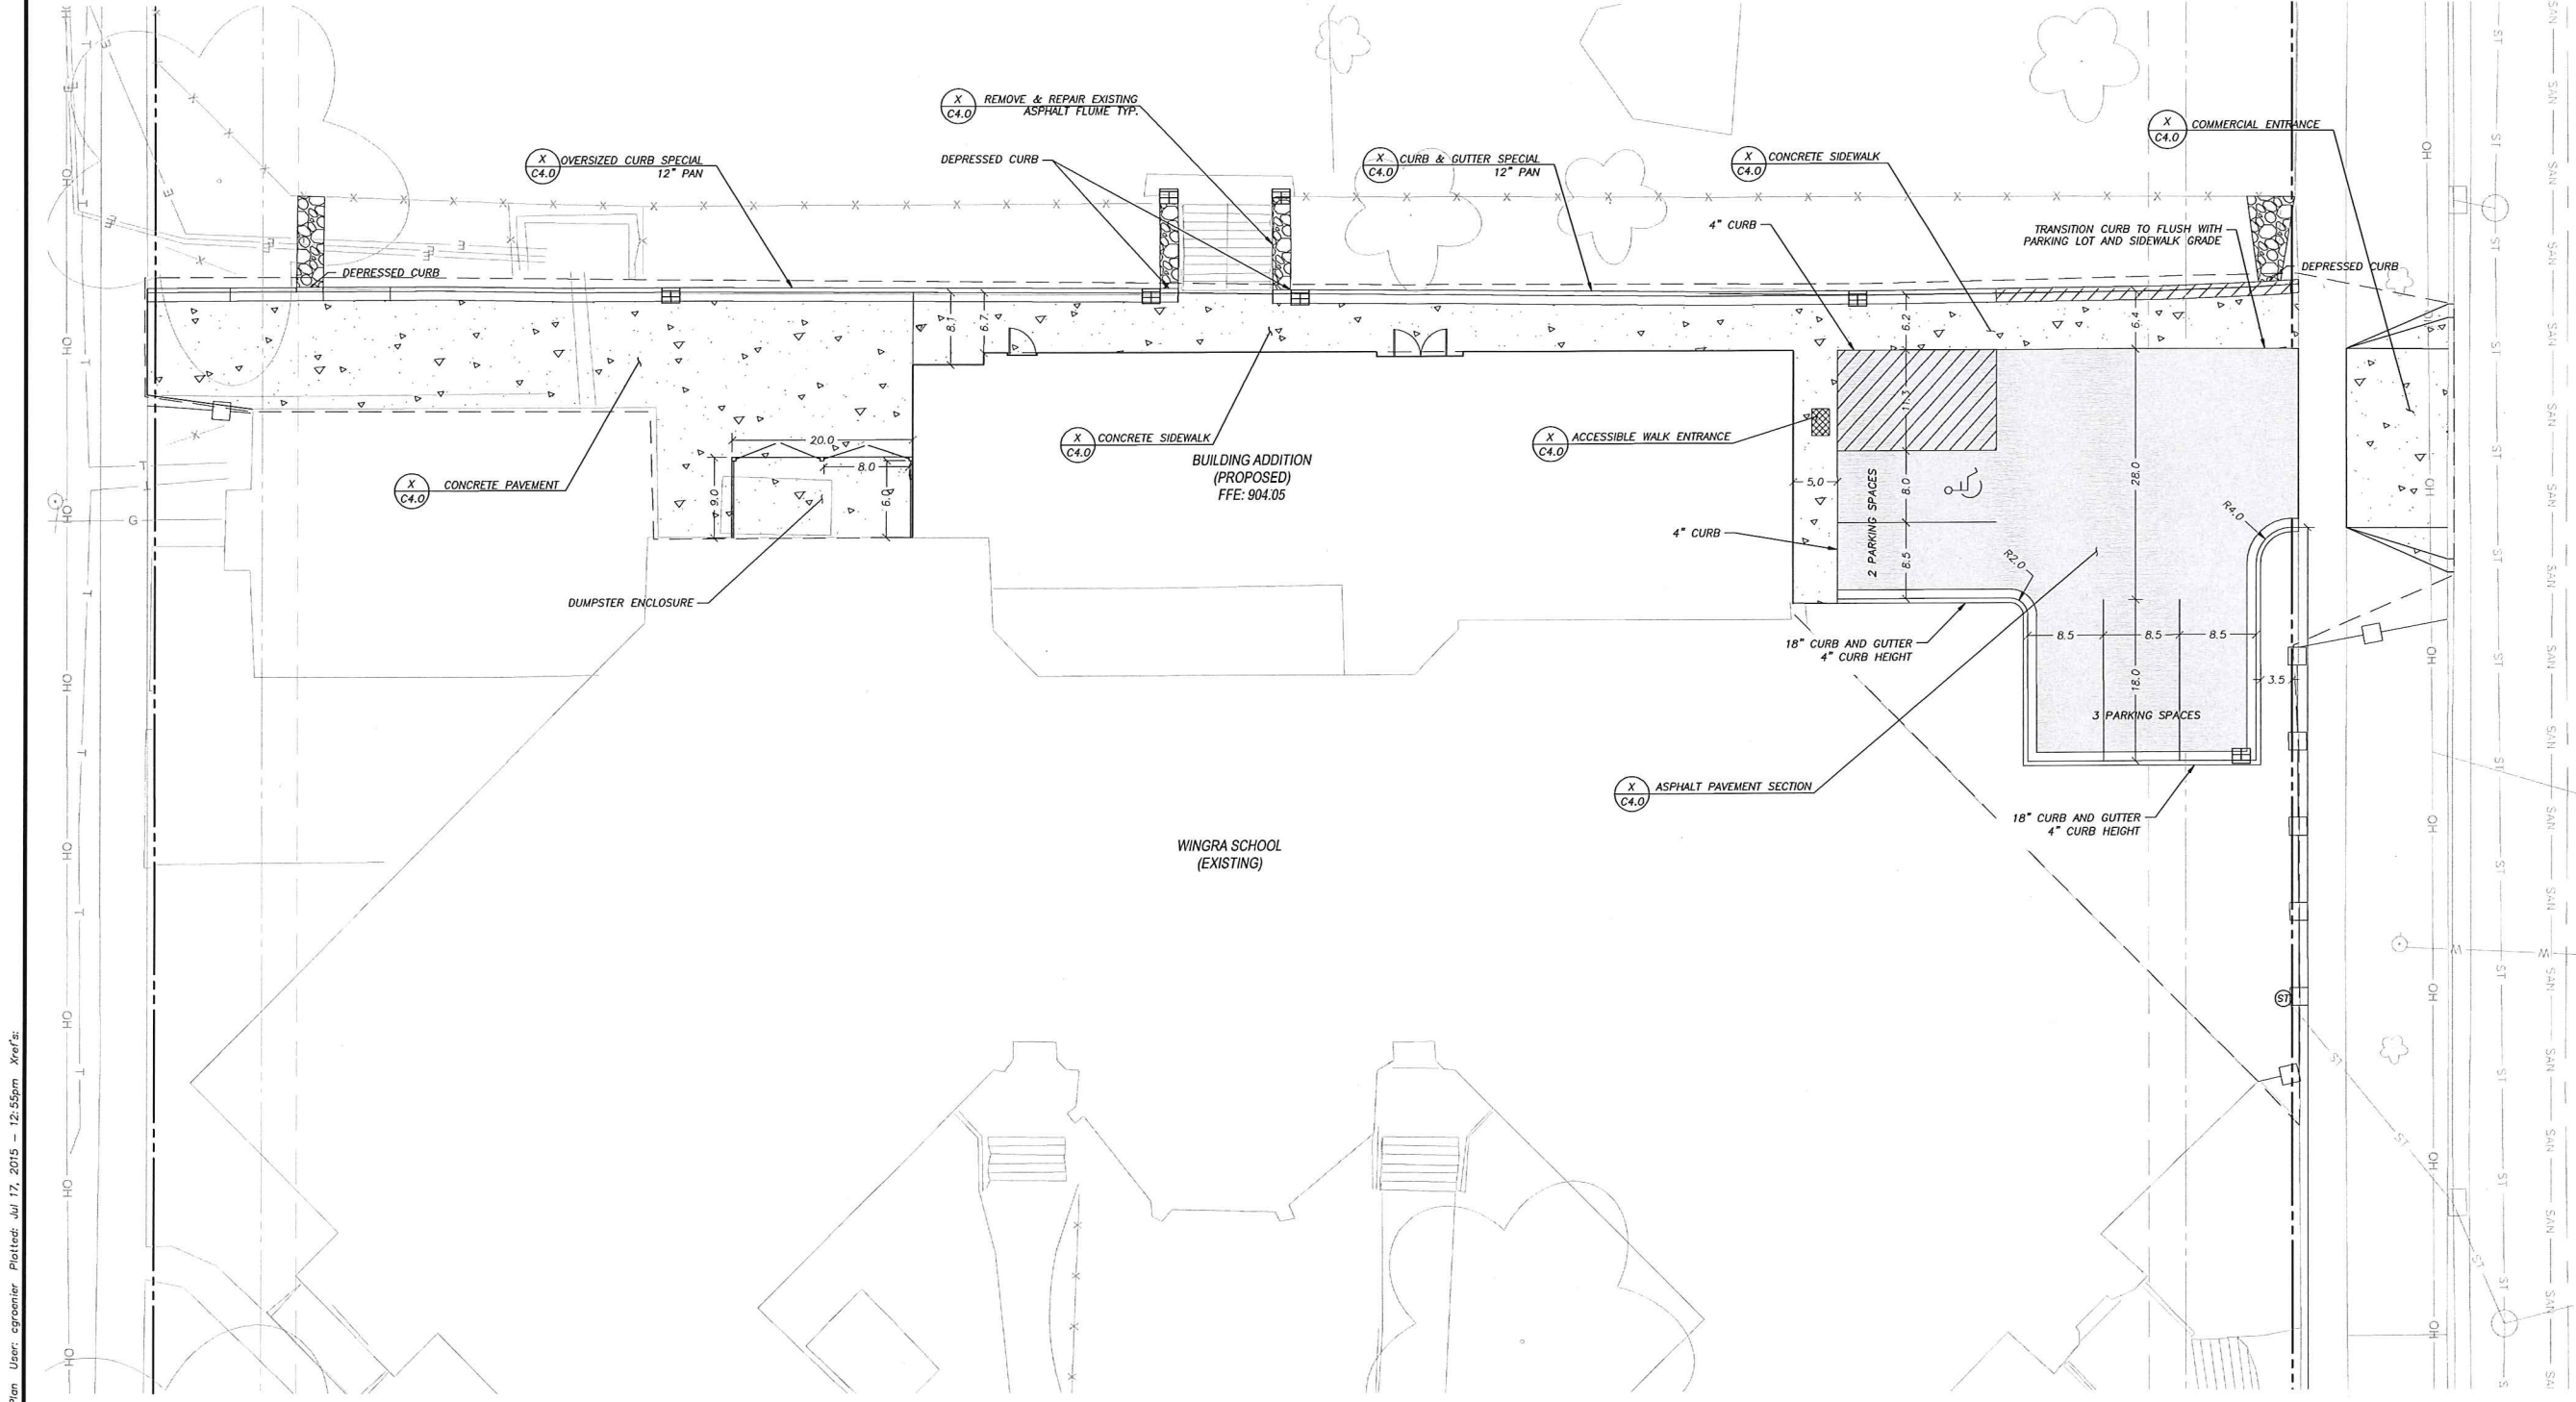 X
C4.0
REMOVE & REPAIR EXISTING
ASPHALT FLUME TYP.
X
C4.0
COMMERCIAL ENTRANCE
X
C4.0
OVERSIZED CURB SPECIAL
12" PAN
DEPRESSED CURB
X
C4.0
CURB & GUTTER SPECIAL
12" PAN
X
C4.0
CONCRETE SIDEWALK
4" CURB
TRANSITION CURB TO FLUSH WITH
PARKING LOT AND SIDEWALK GRADE
DEPRESSED CURB
DEPRESSED CURB
8.1
6.7
6.2
6.4
11.3
20.0
8.0
9.0
6.0
X
C4.0
CONCRETE SIDEWALK
BUILDING ADDITION
(PROPOSED)
FFE: 904.05
X
C4.0
ACCESSIBLE WALK ENTRANCE
X
C4.0
CONCRETE PAVEMENT
5.0
2 PARKING SPACES
8.0
8.5
28.0
R4.0
R2.0
4" CURB
DUMPSTER ENCLOSURE
18" CURB AND GUTTER
4" CURB HEIGHT
8.5
8.5
8.5
18.0
3.5
3 PARKING SPACES
X
C4.0
ASPHALT PAVEMENT SECTION
18" CURB AND GUTTER
4" CURB HEIGHT
WINGRA SCHOOL
(EXISTING)
ST
G
OH
T
E
ST
SAN
W
Plan User: cgroenier Plotted: Jul 17, 2015 - 12:55pm Xref's: